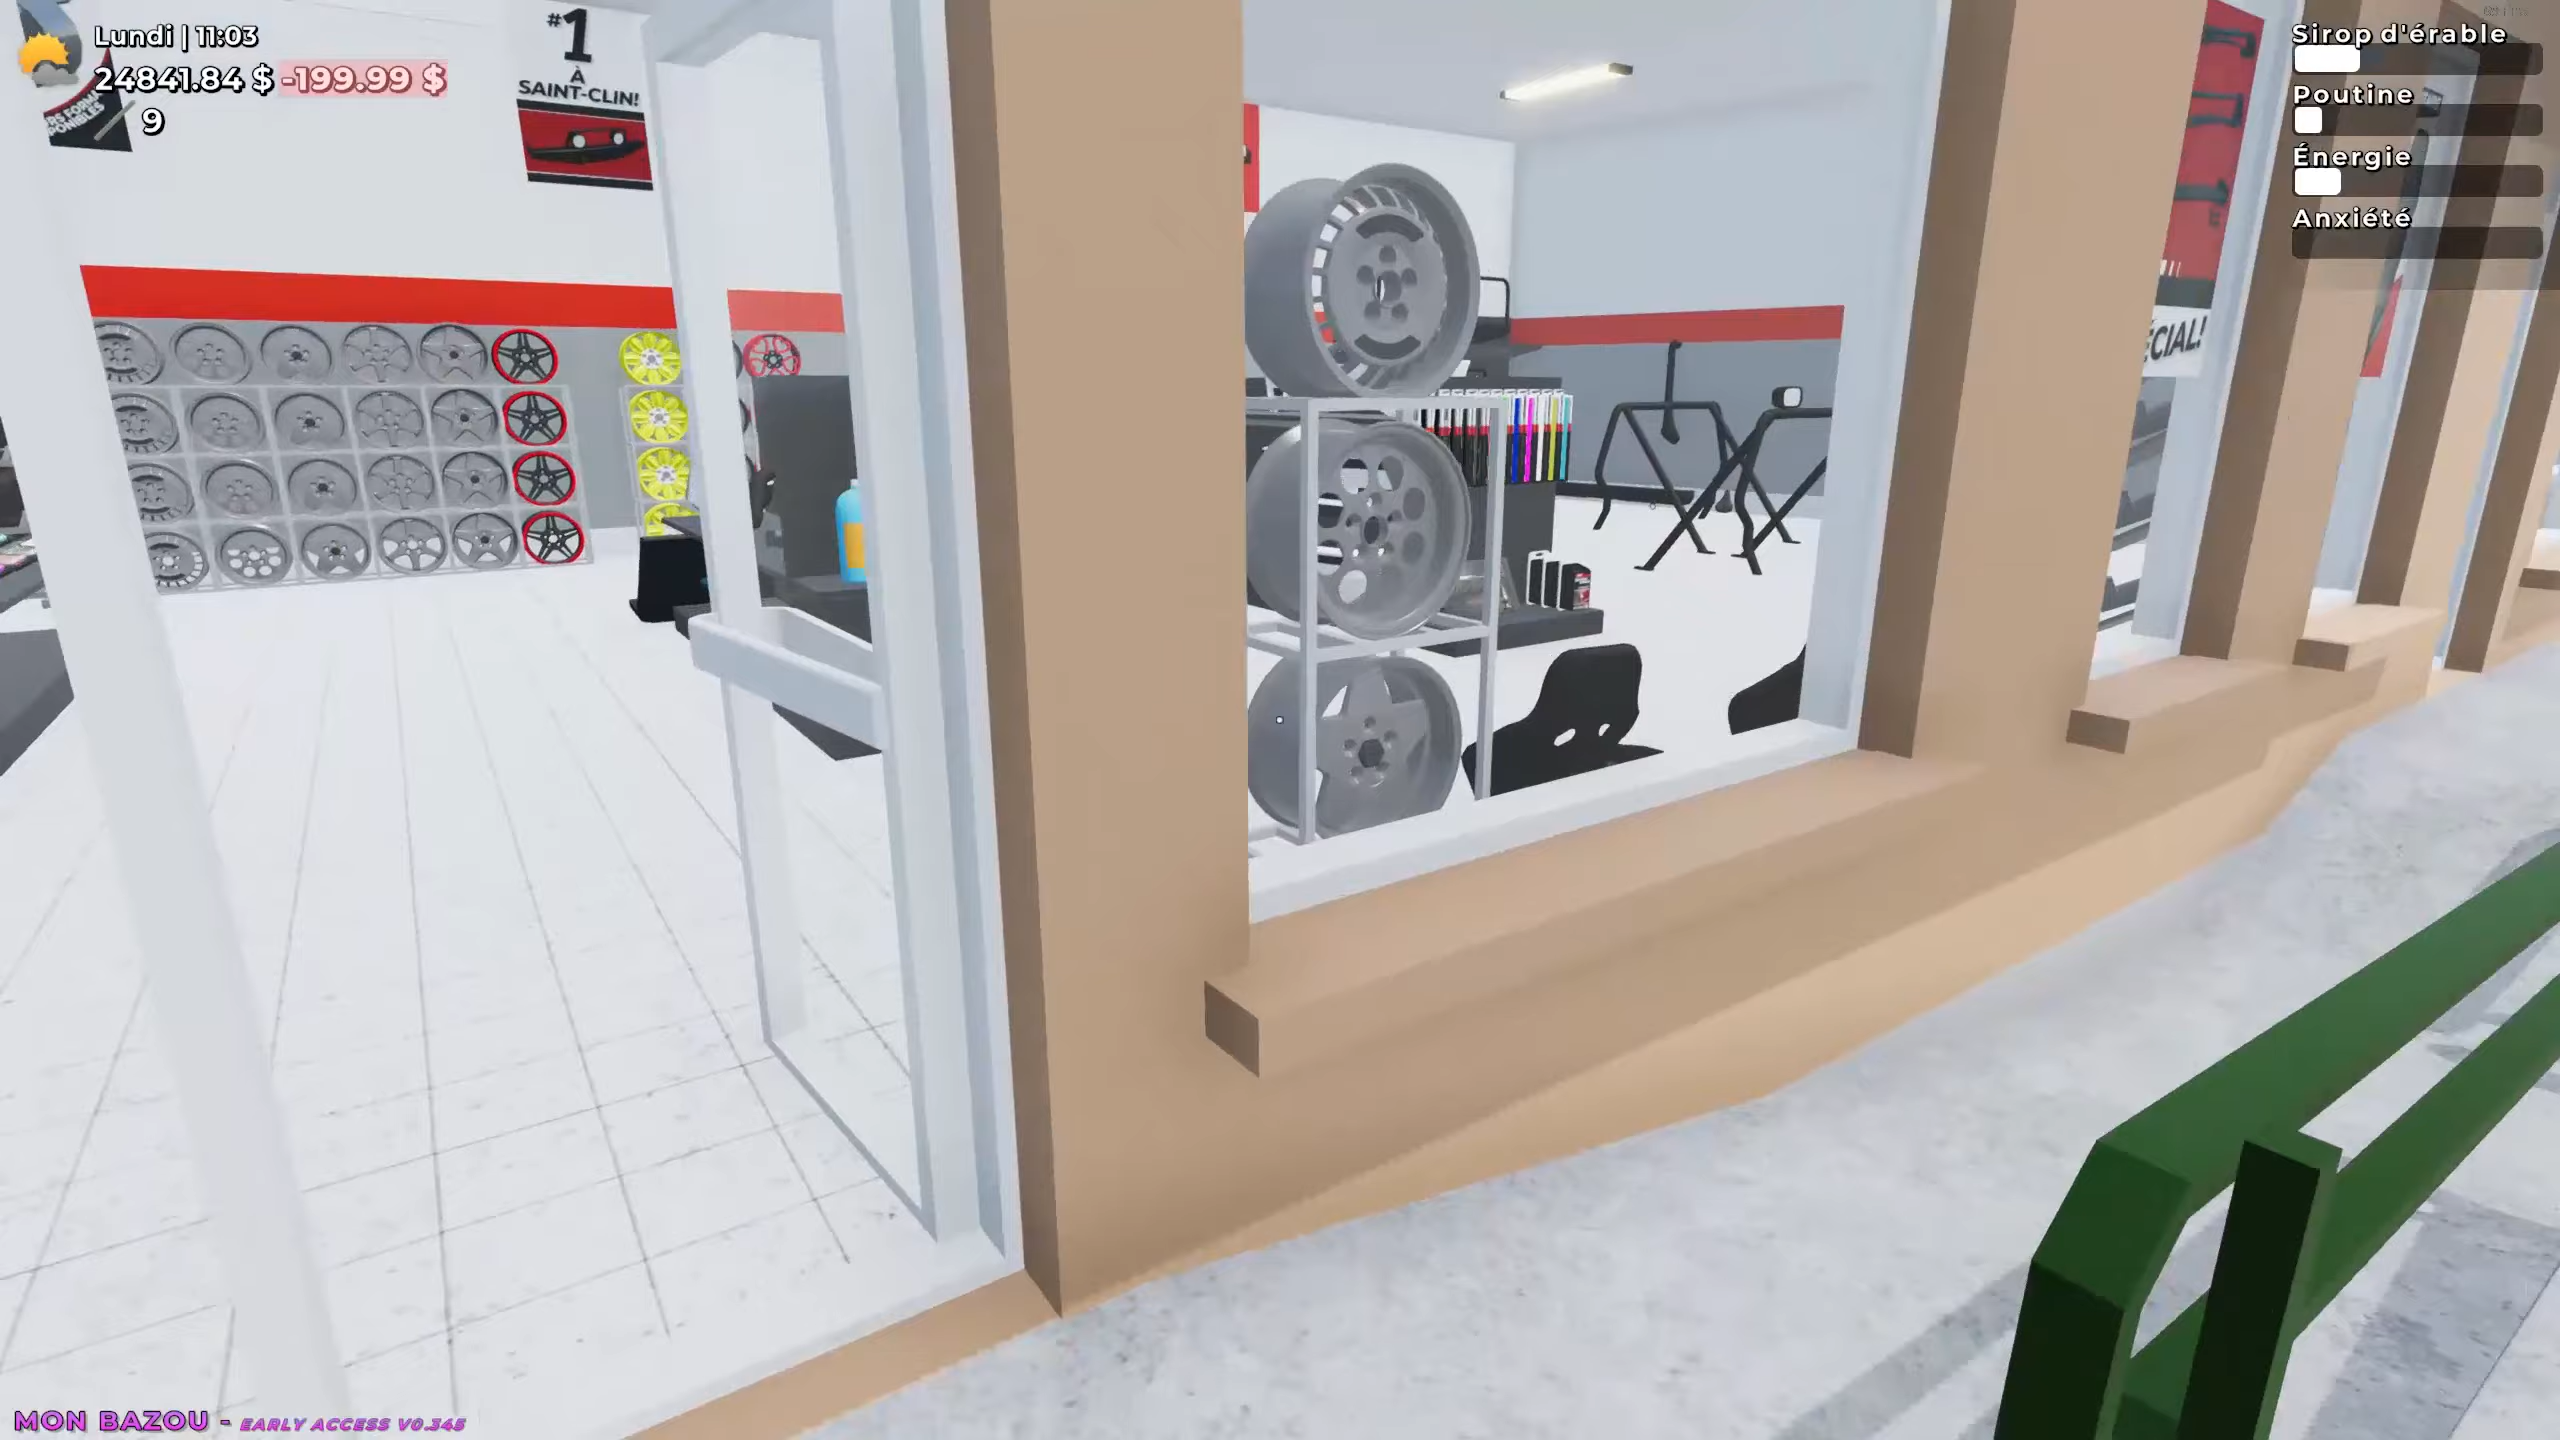 Lundi | 11:03
24841.84 $ -199.99 $
9
#1
À
SAINT-CLIN!
Sirop d'érable
Poutine
Énergie
Anxiété
MON BAZOU - EARLY ACCESS V0.345